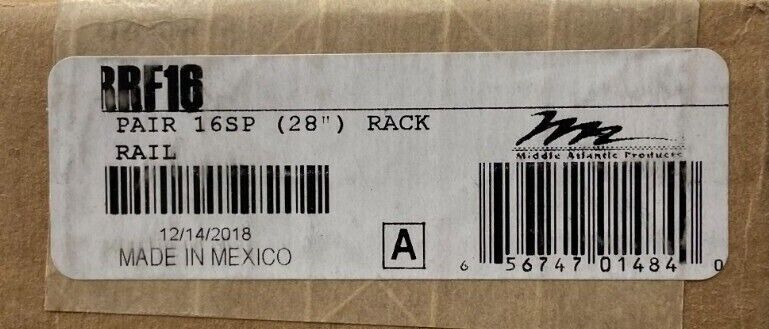 RRF16
PAIR 16SP (28") RACK
RAIL
Middle Atlantic Products
12/14/2018
MADE IN MEXICO
A
6 56747 01484 0